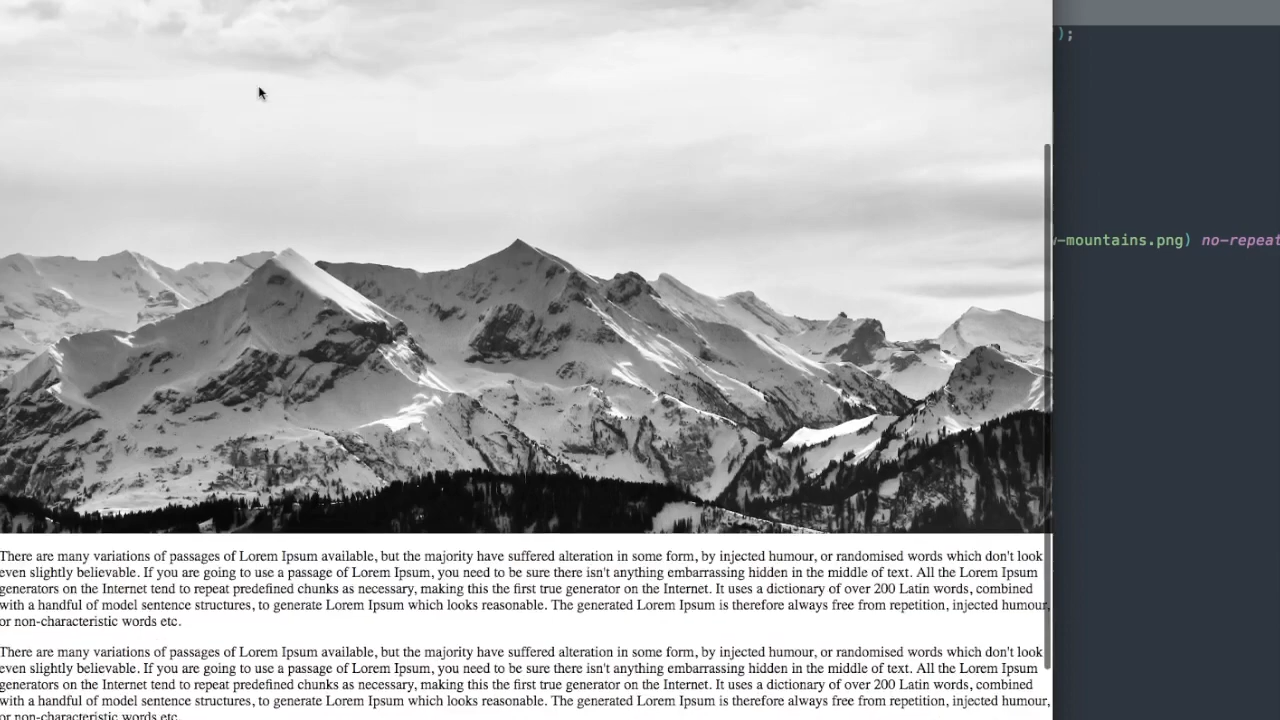 );
-mountains.png) no-repeat
There are many variations of passages of Lorem Ipsum available, but the majority have suffered alteration in some form, by injected humour, or randomised words which don't look
even slightly believable. If you are going to use a passage of Lorem Ipsum, you need to be sure there isn't anything embarrassing hidden in the middle of text. All the Lorem Ipsum
generators on the Internet tend to repeat predefined chunks as necessary, making this the first true generator on the Internet. It uses a dictionary of over 200 Latin words, combined
with a handful of model sentence structures, to generate Lorem Ipsum which looks reasonable. The generated Lorem Ipsum is therefore always free from repetition, injected humour,
or non-characteristic words etc.
There are many variations of passages of Lorem Ipsum available, but the majority have suffered alteration in some form, by injected humour, or randomised words which don't look
even slightly believable. If you are going to use a passage of Lorem Ipsum, you need to be sure there isn't anything embarrassing hidden in the middle of text. All the Lorem Ipsum
generators on the Internet tend to repeat predefined chunks as necessary, making this the first true generator on the Internet. It uses a dictionary of over 200 Latin words, combined
with a handful of model sentence structures, to generate Lorem Ipsum which looks reasonable. The generated Lorem Ipsum is therefore always free from repetition, injected humour,
or non-characteristic words etc.